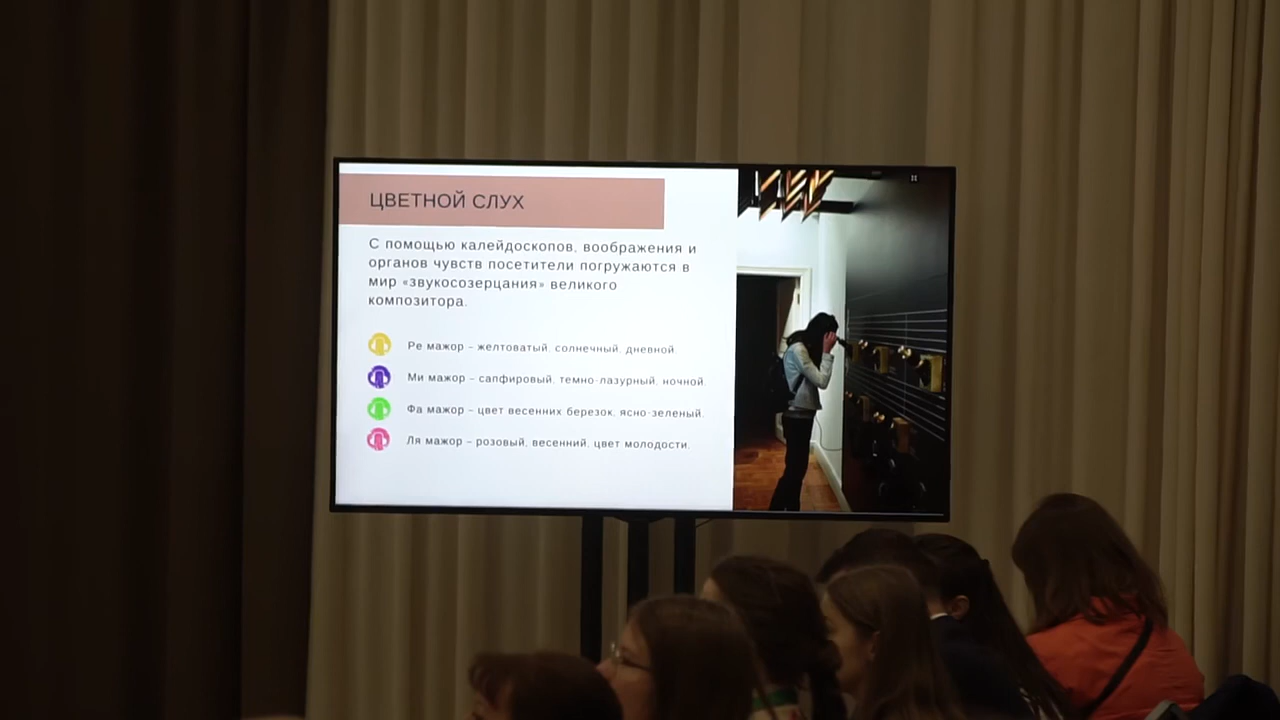 ЦВЕТНОЙ СЛУХ
С помощью калейдоскопов, воображения и
органов чувств посетители погружаются в
мир «звукосозерцания» великого
композитора.
Ре мажор – желтоватый, солнечный, дневной.
Ми мажор – сапфировый, темно-лазурный, ночной.
Фа мажор – цвет весенних березок, ясно-зеленый.
Ля мажор – розовый, весенний, цвет молодости.